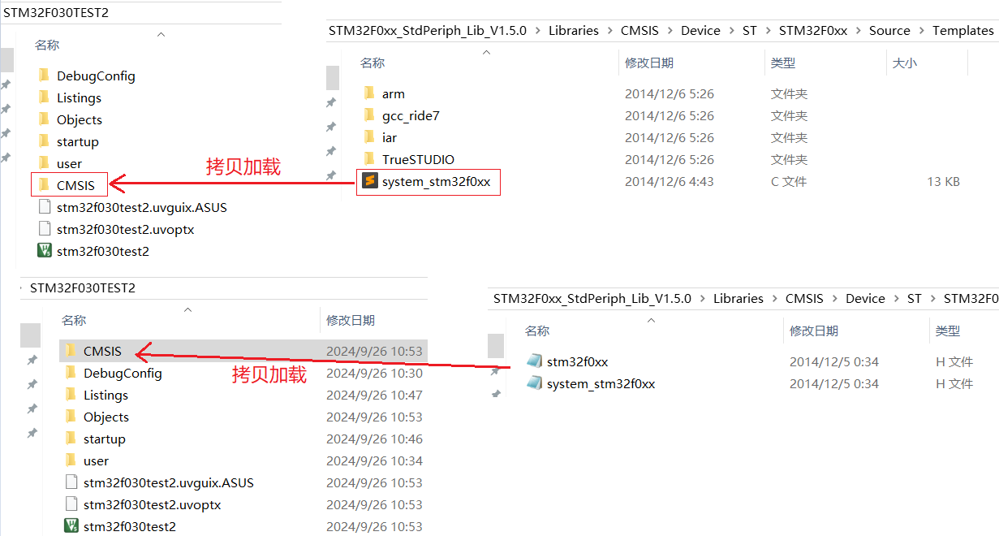 STM32F030TEST2
名称
DebugConfig
Listings
Objects
startup
user
CMSIS
stm32f030test2.uvguix.ASUS
stm32f030test2.uvoptx
stm32f030test2
拷贝加载
STM32F0xx_StdPeriph_Lib_V1.5.0 > Libraries > CMSIS > Device > ST > STM32F0xx > Source > Templates
名称 修改日期 类型 大小
arm 2014/12/6 5:26 文件夹
gcc_ride7 2014/12/6 5:26 文件夹
iar 2014/12/6 5:26 文件夹
TrueSTUDIO 2014/12/6 5:26 文件夹
system_stm32f0xx 2014/12/6 4:43 C 文件 13 KB
STM32F030TEST2
名称 修改日期
CMSIS 2024/9/26 10:53
DebugConfig 2024/9/26 10:30
Listings 2024/9/26 10:47
Objects 2024/9/26 10:53
startup 2024/9/26 10:46
user 2024/9/26 10:34
stm32f030test2.uvguix.ASUS 2024/9/26 10:53
stm32f030test2.uvoptx 2024/9/26 10:53
stm32f030test2 2024/9/26 10:53
拷贝加载
STM32F0xx_StdPeriph_Lib_V1.5.0 > Libraries > CMSIS > Device > ST > STM32F0
名称 修改日期 类型
stm32f0xx 2014/12/5 0:34 H 文件
system_stm32f0xx 2014/12/5 0:34 H 文件